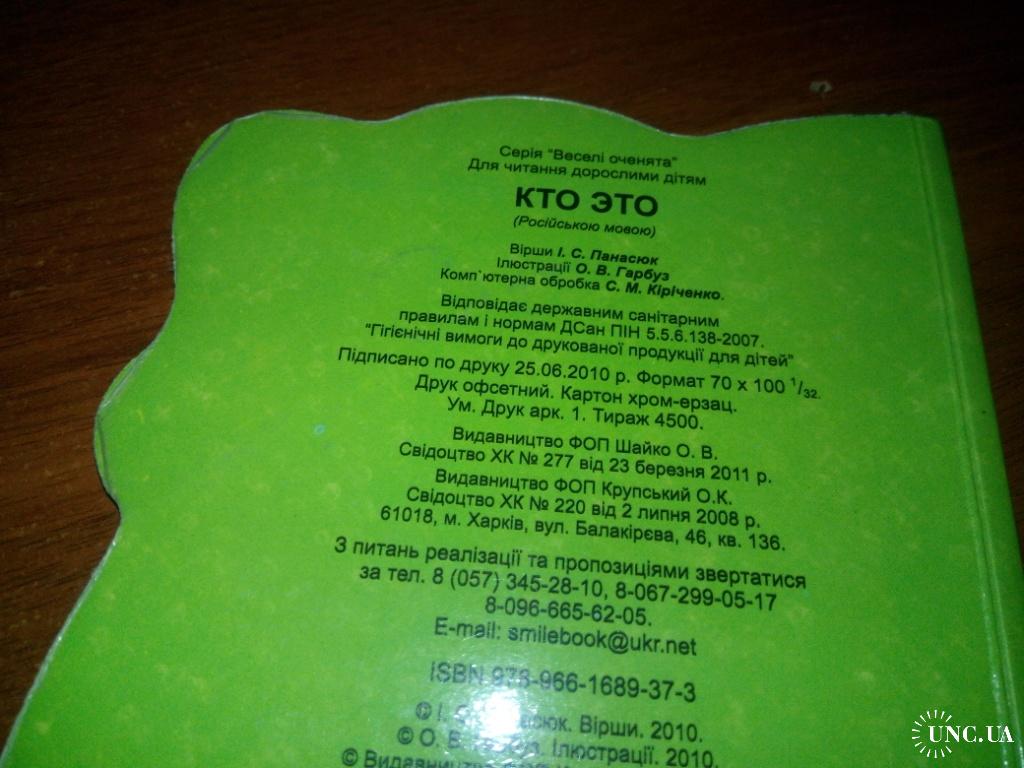 Серія "Веселі оченята"
Для читання дорослими дітям
КТО ЭТО
(Російською мовою)
Вірши І. С. Панасюк
Ілюстрації О. В. Гарбуз
Комп`ютерна обробка С. М. Кіріченко.
Відповідає державним санітарним
правилам і нормам ДСан ПІН 5.5.6.138-2007.
"Гігієнічні вимоги до друкованої продукції для дітей"
Підписано по друку 25.06.2010 р. Формат 70 х 100 1/32.
Друк офсетний. Картон хром-ерзац.
Ум. Друк арк. 1. Тираж 4500.
Видавництво ФОП Шайко О. В.
Свідоцтво ХК № 277 від 23 березня 2011 р.
Видавництво ФОП Крупський О.К.
Свідоцтво ХК № 220 від 2 липня 2008 р.
61018, м. Харків, вул. Балакірєва, 46, кв. 136.
З питань реалізації та пропозиціями звертатися
за тел. 8 (057) 345-28-10, 8-067-299-05-17
8-096-665-62-05.
E-mail: smilebook@ukr.net
ISBN 978-966-1689-37-3
© І. С. Панасюк. Вірши. 2010.
© О. В. Гарбуз. Ілюстрації. 2010.
© Видавництво
UNC.UA